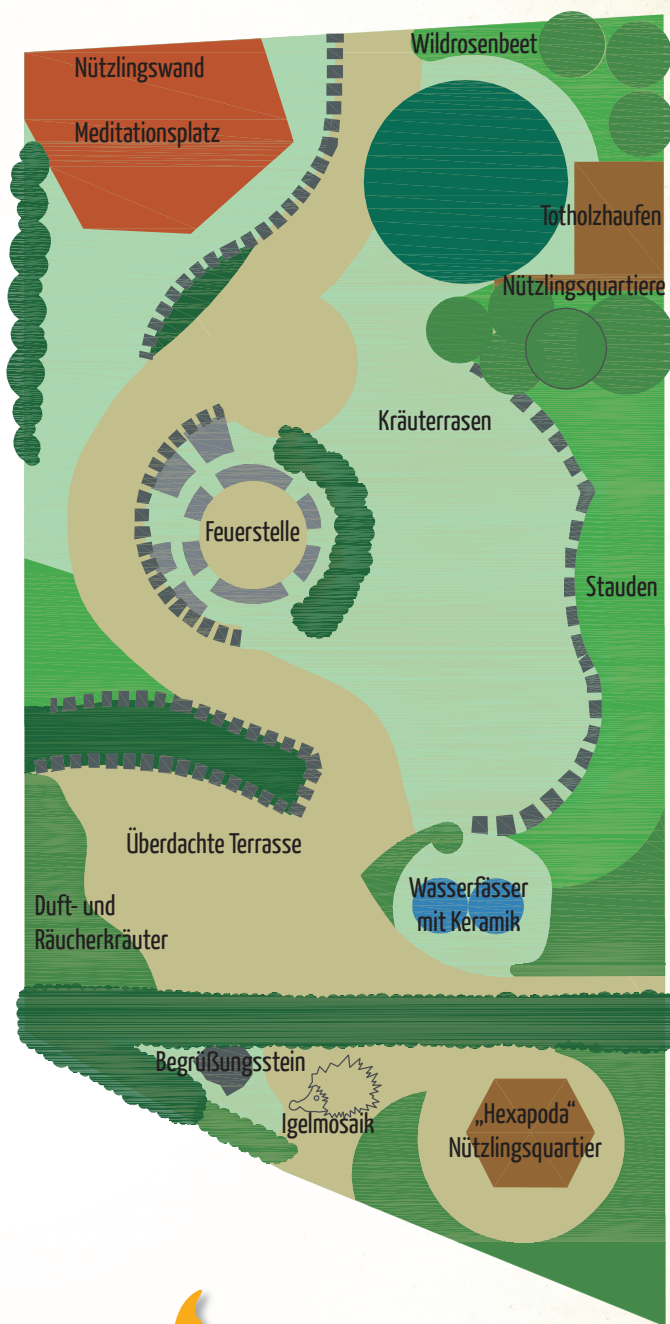 Wildrosenbeet
Nützlingswand
Meditationsplatz
Totholzhaufen
Nützlingsquartiere
Kräuterrasen
Feuerstelle
Stauden
Überdachte Terrasse
Wasserfässer
mit Keramik
Duft- und
Räucherkräuter
Begrüßungsstein
Igelmosaik
„Hexapoda“
Nützlingsquartier